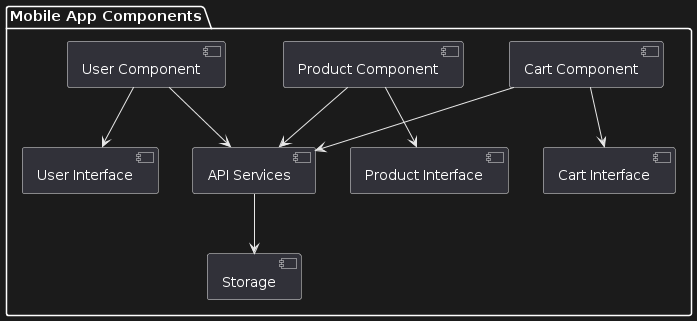 Mobile App Components
User Component
Product Component
Cart Component
User Interface
API Services
Product Interface
Cart Interface
Storage